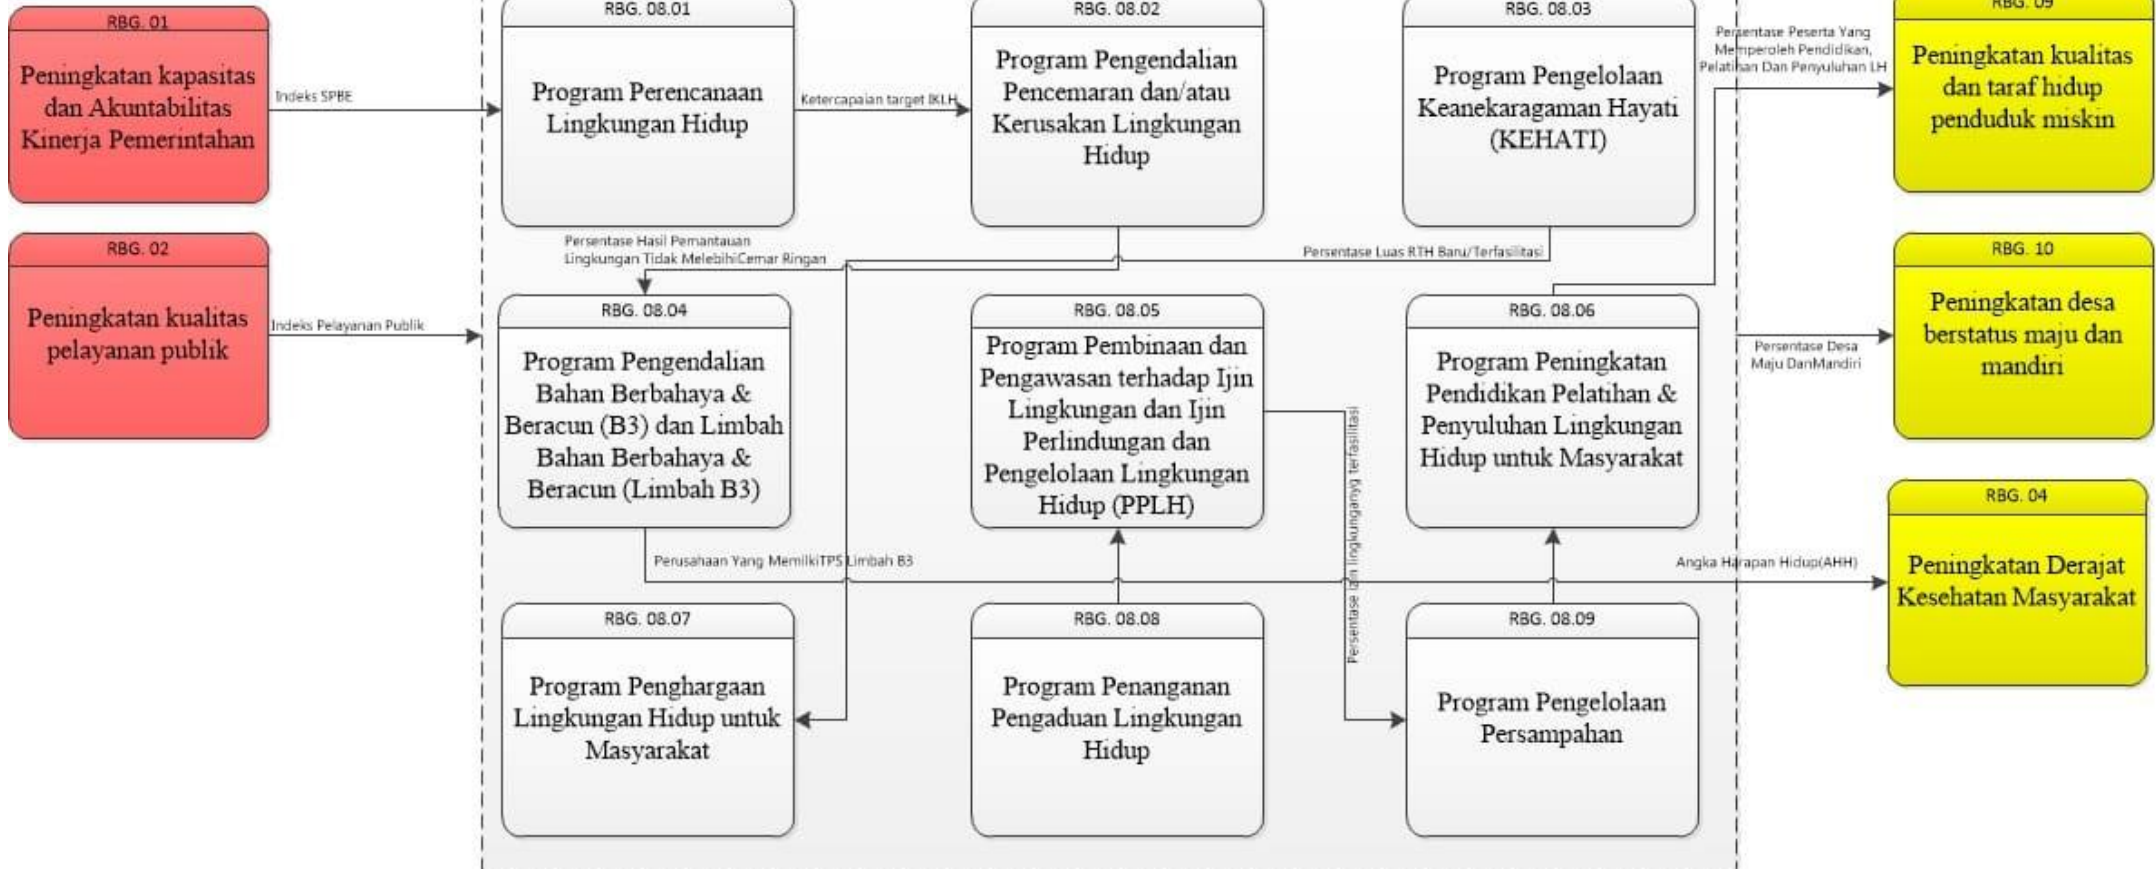 RBG. 01
Peningkatan kapasitas
dan Akuntabilitas
Kinerja Pemerintahan
Indeks SPBE
RBG. 08.01
Program Perencanaan
Lingkungan Hidup
Ketercapaian target IKLH
RBG. 08.02
Program Pengendalian
Pencemaran dan/atau
Kerusakan Lingkungan
Hidup
RBG. 08.03
Program Pengelolaan
Keanekaragaman Hayati
(KEHATI)
Persentase Peserta Yang
Memperoleh Pendidikan,
Pelatihan Dan Penyuluhan LH
RBG. 09
Peningkatan kualitas
dan taraf hidup
penduduk miskin
RBG. 02
Peningkatan kualitas
pelayanan publik
Indeks Pelayanan Publik
Persentase Hasil Pemantauan
Lingkungan Tidak MelebihiCemar Ringan
Persentase Luas RTH Baru/Terfasilitasi
RBG. 08.04
Program Pengendalian
Bahan Berbahaya &
Beracun (B3) dan Limbah
Bahan Berbahaya &
Beracun (Limbah B3)
RBG. 08.05
Program Pembinaan dan
Pengawasan terhadap Ijin
Lingkungan dan Ijin
Perlindungan dan
Pengelolaan Lingkungan
Hidup (PPLH)
Persentase izin lingkunganyg terfasilitasi
RBG. 08.06
Program Peningkatan
Pendidikan Pelatihan &
Penyuluhan Lingkungan
Hidup untuk Masyarakat
RBG. 10
Peningkatan desa
berstatus maju dan
mandiri
Persentase Desa
Maju DanMandiri
Perusahaan Yang MemilkiTPS Limbah B3
Angka Harapan Hidup(AHH)
RBG. 04
Peningkatan Derajat
Kesehatan Masyarakat
RBG. 08.07
Program Penghargaan
Lingkungan Hidup untuk
Masyarakat
RBG. 08.08
Program Penanganan
Pengaduan Lingkungan
Hidup
RBG. 08.09
Program Pengelolaan
Persampahan